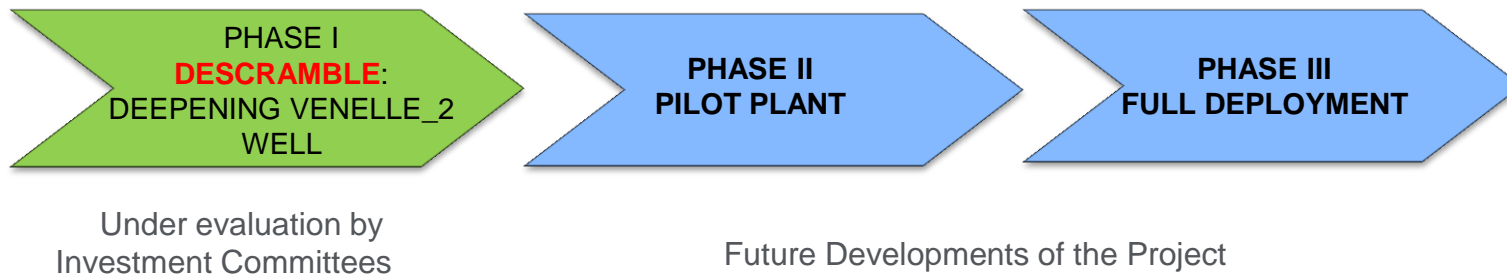 PHASE I
DESCRAMBLE:
DEEPENING VENELLE_2
WELL
PHASE II
PILOT PLANT
PHASE III
FULL DEPLOYMENT
Under evaluation by
Investment Committees
Future Developments of the Project